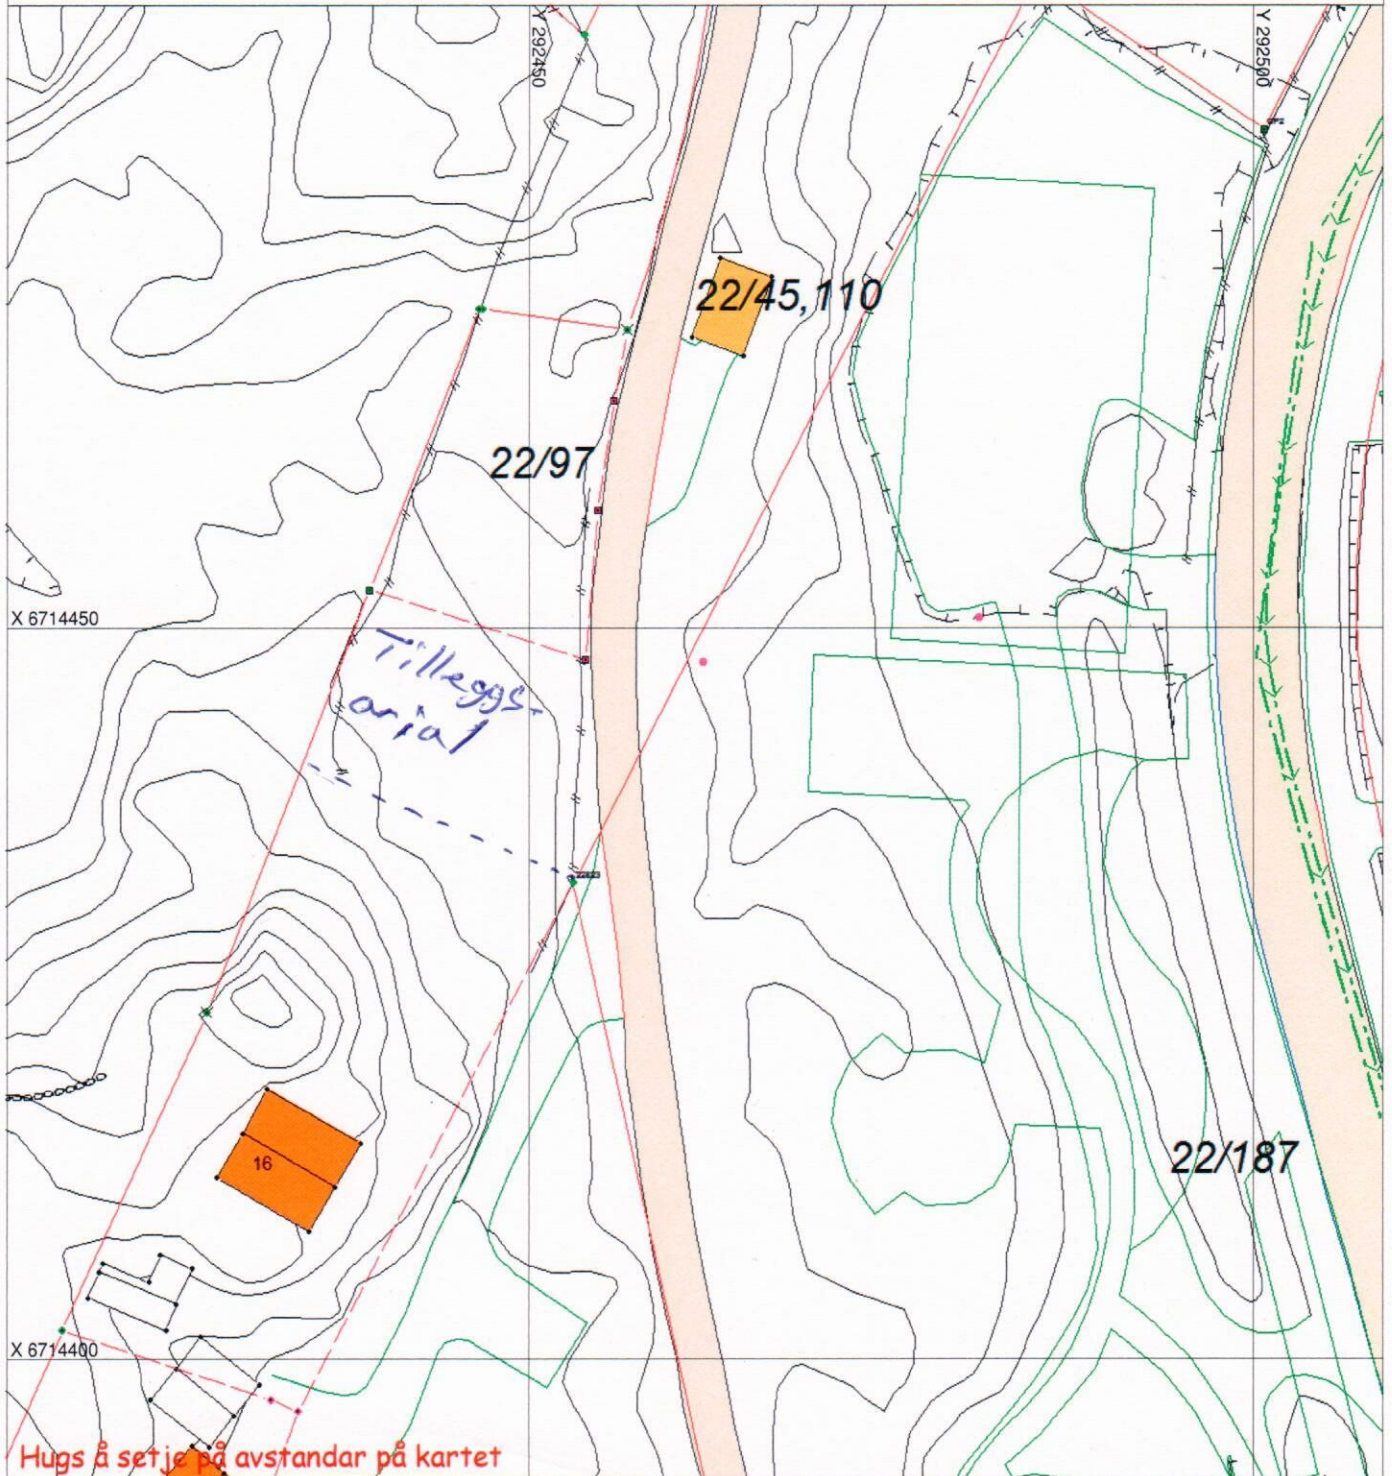 Y 292450
Y 292500
22/45,110
22/97
X 6714450
Tilleggs-
arial
22/187
16
X 6714400
Hugs å setje på avstandar på kartet